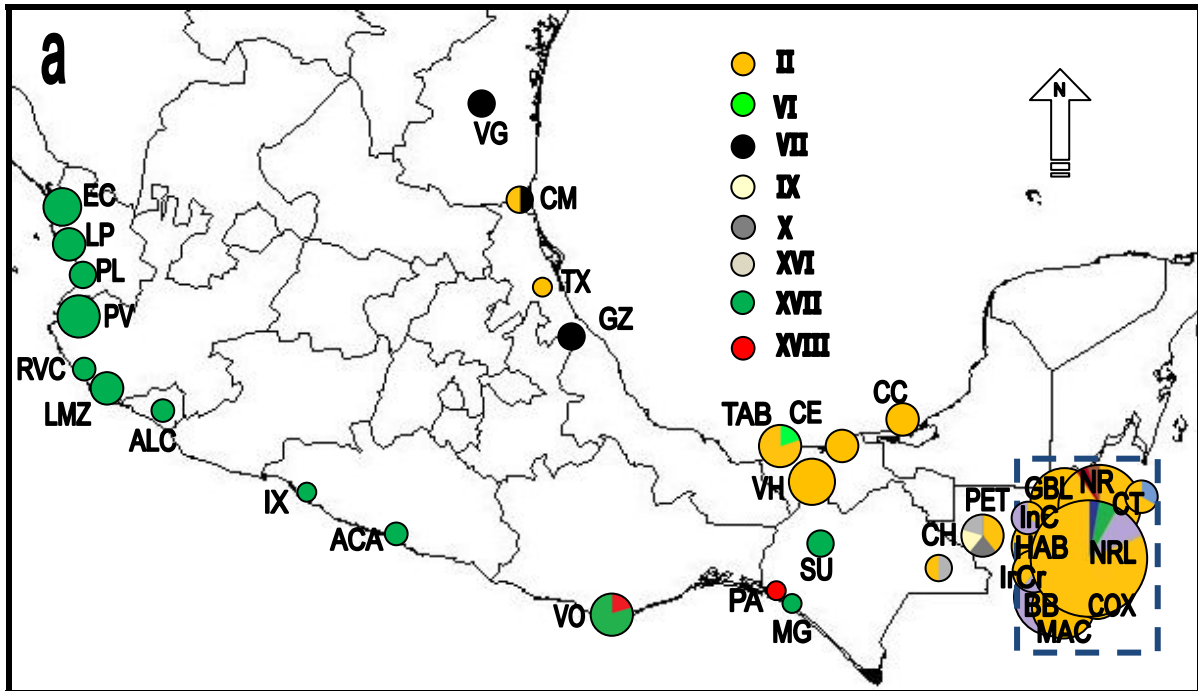 a
II
VI
VII
IX
X
XVI
XVII
XVIII
N
VG
EC
CM
LP
PL
TX
PV
GZ
RVC
LMZ
ALC
CC
TAB CE
VH
IX
PET
GBL NR
CT
InC
ACA
CH
HAB
NRL
SU
IrCr
PA
MG
BB COX
VO
MAC